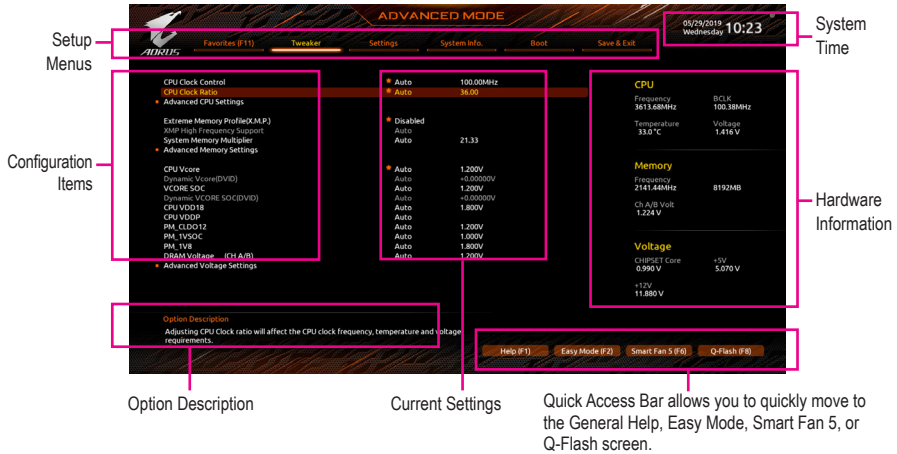 ADVANCED MODE
05/29/2019
Wednesday 10:23
System
Time
Setup
Menus
AORUS
Favorites (F11) Tweaker Settings System Info. Boot Save & Exit
CPU Clock Control Auto 100.00MHz
CPU Clock Ratio Auto 36.00
Advanced CPU Settings
Extreme Memory Profile(X.M.P.) Disabled
XMP High Frequency Support Auto
System Memory Multiplier Auto 21.33
Advanced Memory Settings
CPU Vcore Auto 1.200V
Dynamic Vcore(DVID) Auto +0.00000V
VCORE SOC Auto 1.200V
Dynamic VCORE SOC(DVID) Auto +0.00000V
CPU VDD18 Auto 1.800V
CPU VDDP Auto
PM_CLDO12 Auto 1.200V
PM_1VSOC Auto 1.000V
PM_1V8 Auto 1.800V
DRAM Voltage (CH A/B) Auto 1.200V
Advanced Voltage Settings
Configuration
Items
CPU
Frequency BCLK
3613.68MHz 100.38MHz
Temperature Voltage
33.0°C 1.416 V
Memory
Frequency
2141.44MHz 8192MB
Ch A/B Volt
1.224 V
Voltage
CHIPSET Core +5V
0.990 V 5.070 V
+12V
11.880 V
Hardware
Information
Option Description
Adjusting CPU Clock ratio will affect the CPU clock frequency, temperature and voltage
requirements.
Help (F1) Easy Mode (F2) Smart Fan 5 (F6) Q-Flash (F8)
Option Description
Current Settings
Quick Access Bar allows you to quickly move to
the General Help, Easy Mode, Smart Fan 5, or
Q-Flash screen.